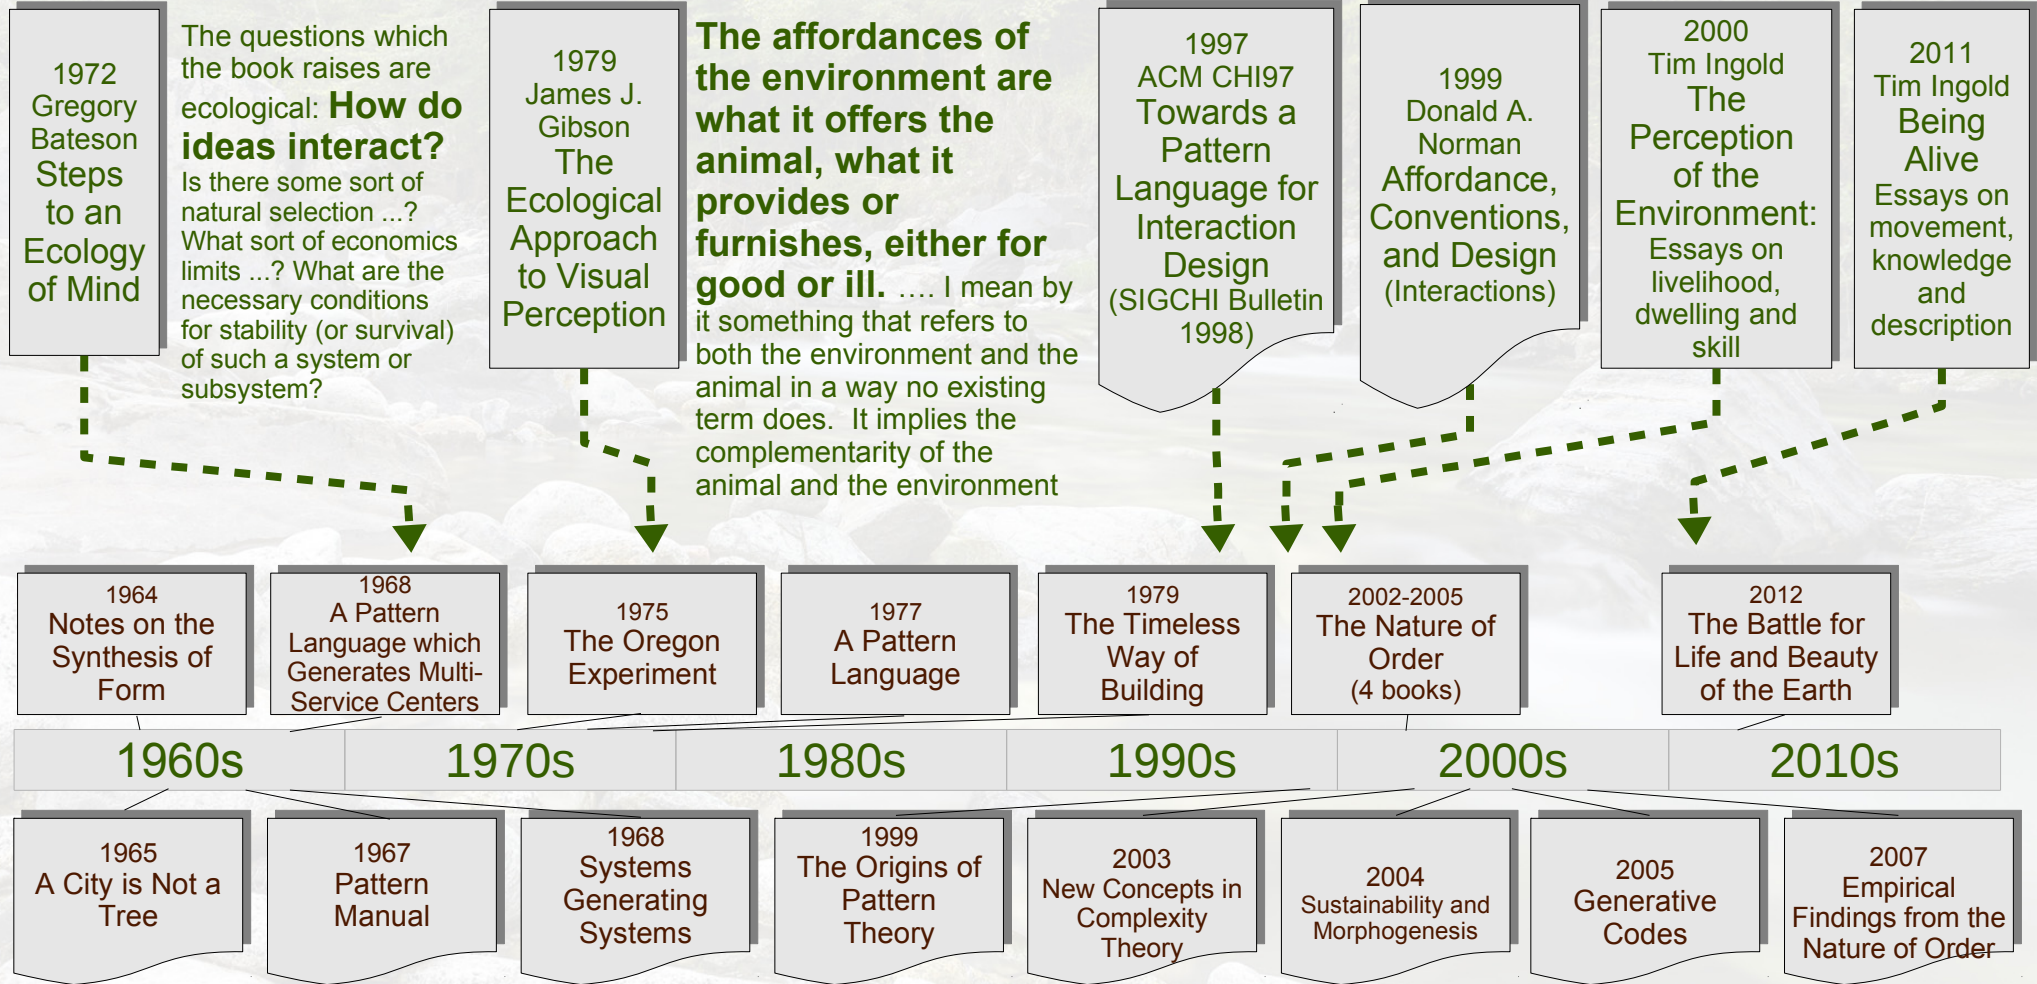 1972
Gregory
Bateson
Steps
to an
Ecology
of Mind
The questions which
the book raises are
ecological: How do
ideas interact?
Is there some sort of
natural selection ...?
What sort of economics
limits ...? What are the
necessary conditions
for stability (or survival)
of such a system or
subsystem?
1979
James J.
Gibson
The
Ecological
Approach
to Visual
Perception
The affordances of
the environment are
what it offers the
animal, what it
provides or
furnishes, either for
good or ill. .... I mean by
it something that refers to
both the environment and the
animal in a way no existing
term does. It implies the
complementarity of the
animal and the environment
1997
ACM CHI97
Towards a
Pattern
Language for
Interaction
Design
(SIGCHI Bulletin
1998)
1999
Donald A.
Norman
Affordance,
Conventions,
and Design
(Interactions)
2000
Tim Ingold
The
Perception
of the
Environment:
Essays on
livelihood,
dwelling and
skill
2011
Tim Ingold
Being
Alive
Essays on
movement,
knowledge
and
description
1964
Notes on the
Synthesis of
Form
1968
A Pattern
Language which
Generates Multi-
Service Centers
1975
The Oregon
Experiment
1977
A Pattern
Language
1979
The Timeless
Way of
Building
2002-2005
The Nature of
Order
(4 books)
2012
The Battle for
Life and Beauty
of the Earth
1960s
1970s
1980s
1990s
2000s
2010s
1965
A City is Not a
Tree
1967
Pattern
Manual
1968
Systems
Generating
Systems
1999
The Origins of
Pattern
Theory
2003
New Concepts in
Complexity
Theory
2004
Sustainability and
Morphogenesis
2005
Generative
Codes
2007
Empirical
Findings from the
Nature of Order